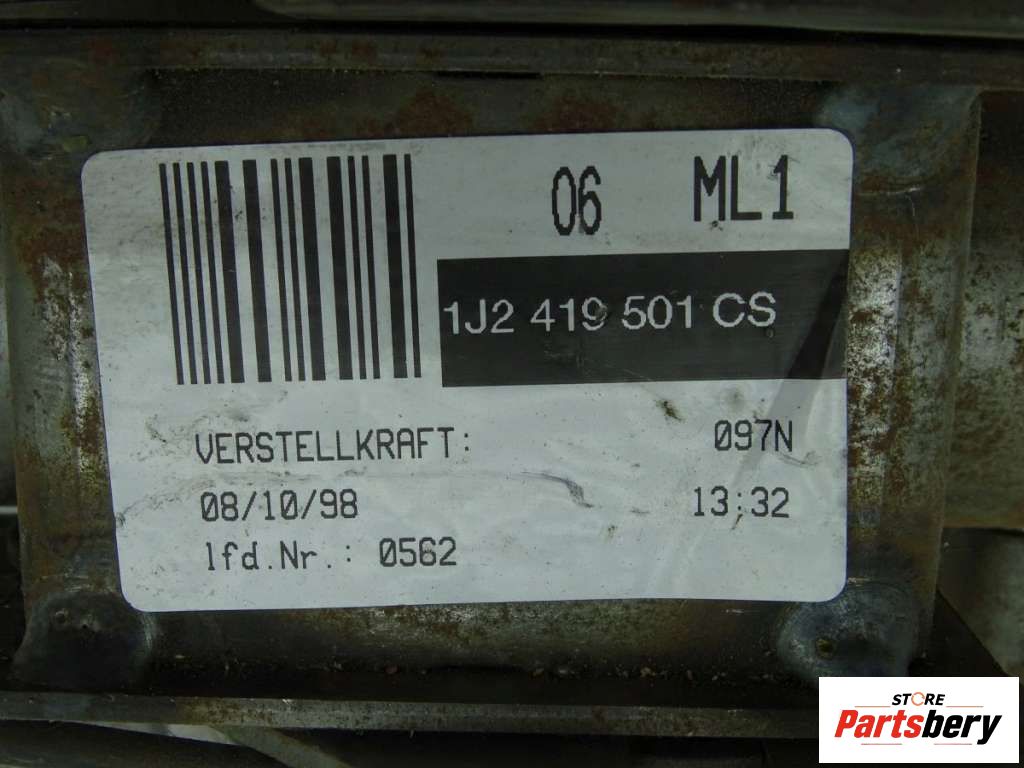 06 ML1
1J2 419 501 CS
VERSTELLKRAFT: 097N
08/10/98 13:32
lfd.Nr.: 0562
STORE
Partsbery